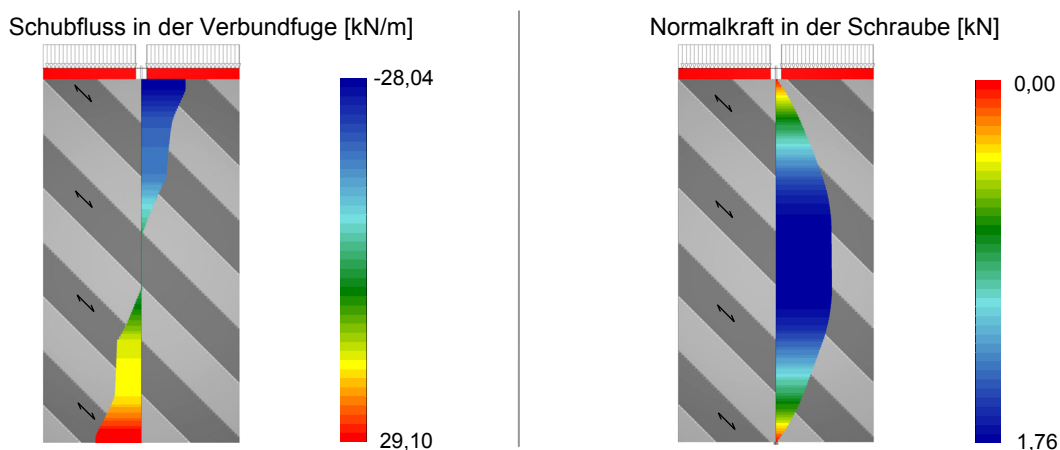 Schubfluss in der Verbundfuge [kN/m]
-28,04
29,10
Normalkraft in der Schraube [kN]
0,00
1,76